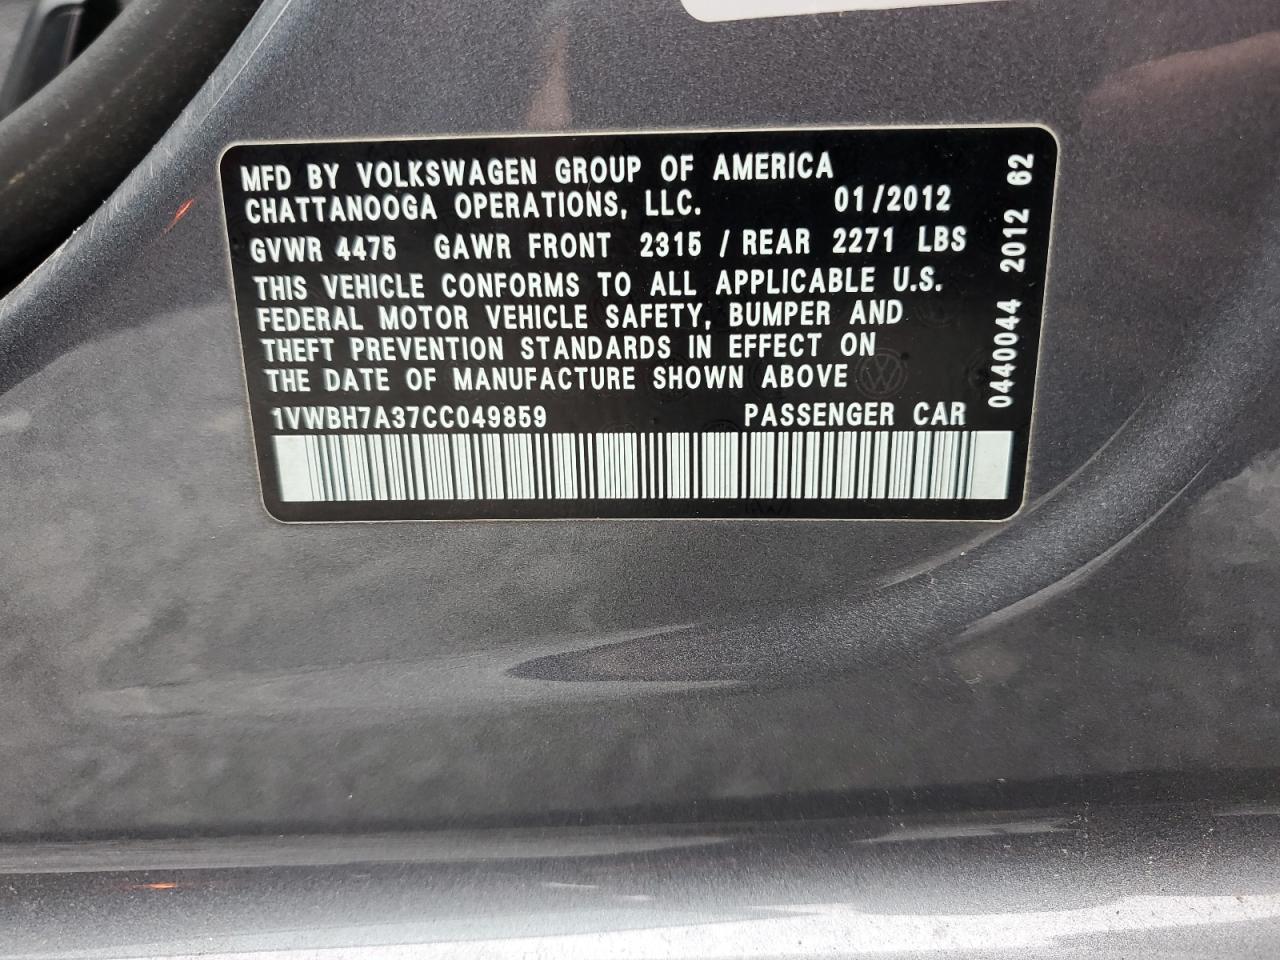 MFD BY VOLKSWAGEN GROUP OF AMERICA
CHATTANOOGA OPERATIONS, LLC. 01/2012
GVWR 4475 GAWR FRONT 2315 / REAR 2271 LBS
THIS VEHICLE CONFORMS TO ALL APPLICABLE U.S.
FEDERAL MOTOR VEHICLE SAFETY, BUMPER AND
THEFT PREVENTION STANDARDS IN EFFECT ON
THE DATE OF MANUFACTURE SHOWN ABOVE
1VWBH7A37CC049859 PASSENGER CAR
0440044 2012 62